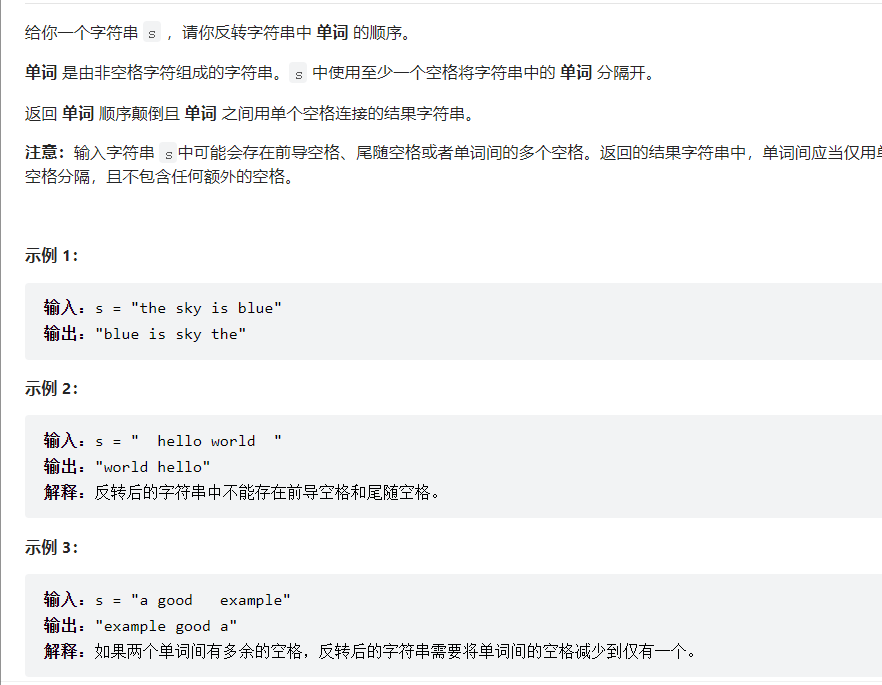 给你一个字符串 s ，请你反转字符串中 单词 的顺序。
单词 是由非空格字符组成的字符串。s 中使用至少一个空格将字符串中的 单词 分隔开。
返回 单词 顺序颠倒且 单词 之间用单个空格连接的结果字符串。
注意：输入字符串 s中可能会存在前导空格、尾随空格或者单词间的多个空格。返回的结果字符串中，单词间应当仅用
空格分隔，且不包含任何额外的空格。
示例 1：
输入：s = "the sky is blue"
输出："blue is sky the"
示例 2：
输入：s = "  hello world  "
输出："world hello"
解释：反转后的字符串中不能存在前导空格和尾随空格。
示例 3：
输入：s = "a good   example"
输出："example good a"
解释：如果两个单词间有多余的空格，反转后的字符串需要将单词间的空格减少到仅有一个。